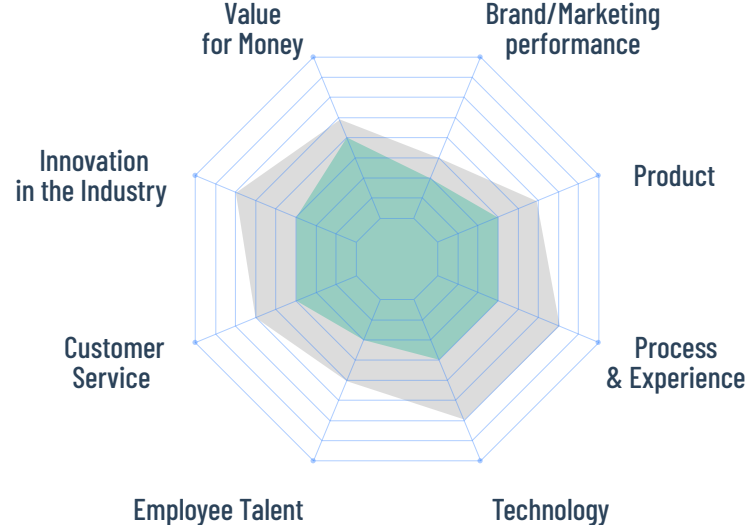 Value
for Money
Brand/Marketing
performance
Innovation
in the Industry
Product
Customer
Service
Process
& Experience
Employee Talent
Technology